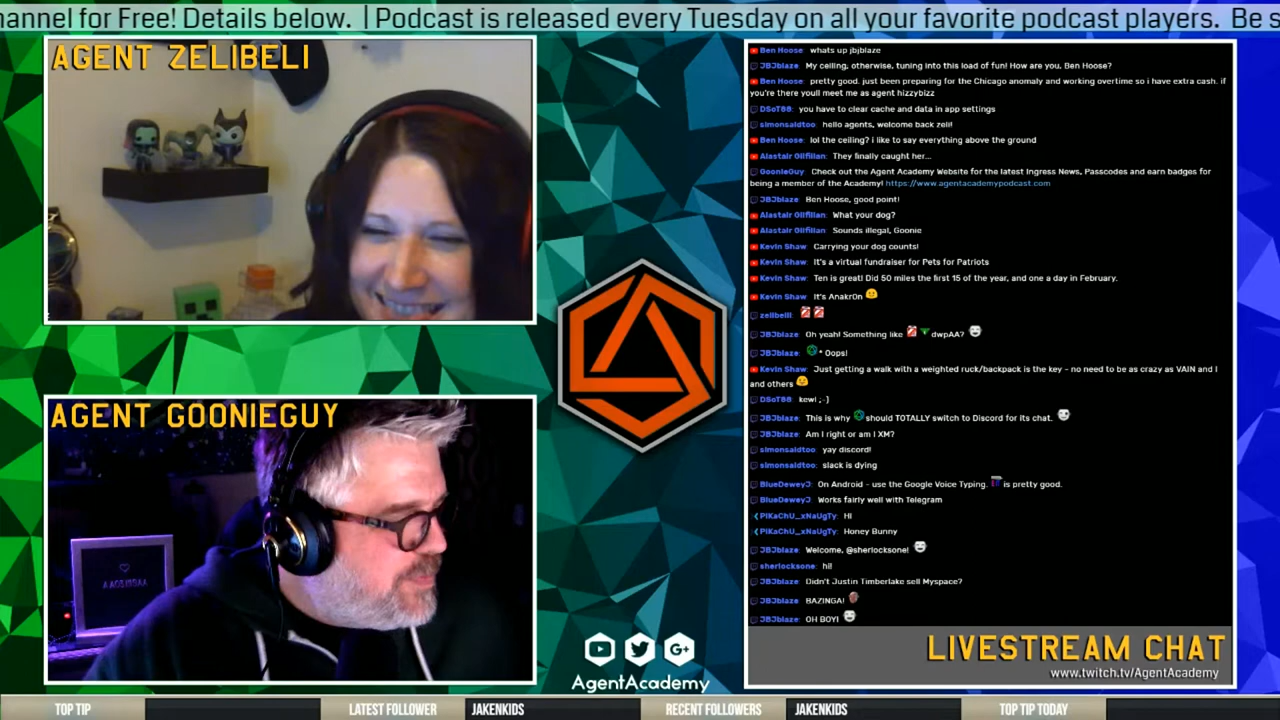 annel for Free! Details below. | Podcast is released every Tuesday on all your favorite podcast players. Be s
AGENT ZELIBELI
AGENT GOONIEGUY
Ben Hoose: whats up jbjblaze
JBJblaze: My ceiling, otherwise, tuning into this load of fun! How are you, Ben Hoose?
Ben Hoose: pretty good. just been preparing for the Chicago anomaly and working overtime so i have extra cash. if
you're there youll meet me as agent hizzybizz
DSoT88: you have to clear cache and data in app settings
simonsaidtoo: hello agents, welcome back zeli!
Ben Hoose: lol the ceiling? i like to say everything above the ground
Alastair Gilfillan: They finally caught her...
GoonieGuy: Check out the Agent Academy Website for the latest Ingress News, Passcodes and earn badges for
being a member of the Academy! https://www.agentacademypodcast.com
JBJblaze: Ben Hoose, good point!
Alastair Gilfillan: What your dog?
Alastair Gilfillan: Sounds illegal, Goonie
Kevin Shaw: Carrying your dog counts!
Kevin Shaw: It's a virtual fundraiser for Pets for Patriots
Kevin Shaw: Ten is great! Did 50 miles the first 15 of the year, and one a day in February.
Kevin Shaw: It's Anakr0n
zelibelli:
JBJblaze: Oh yeah! Something like dwpAA?
JBJblaze: * Oops!
Kevin Shaw: Just getting a walk with a weighted ruck/backpack is the key - no need to be as crazy as VAIN and I
and others
DSoT88: kewl ;-)
JBJblaze: This is why should TOTALLY switch to Discord for its chat.
JBJblaze: Am I right or am I XM?
simonsaidtoo: yay discord!
simonsaidtoo: slack is dying
BlueDeweyJ: On Android - use the Google Voice Typing. is pretty good.
BlueDeweyJ: Works fairly well with Telegram
PiKaChU_xNaUgTy: Hi
PiKaChU_xNaUgTy: Honey Bunny
JBJblaze: Welcome, @sherlocksone!
sherlocksone: hi!
JBJblaze: Didn't Justin Timberlake sell Myspace?
JBJblaze: BAZINGA!
JBJblaze: OH BOY!
LIVESTREAM CHAT
www.twitch.tv/AgentAcademy
G+
AgentAcademy
TOP TIP LATEST FOLLOWER JAKENKIDS RECENT FOLLOWERS JAKENKIDS TOP TIP TODAY